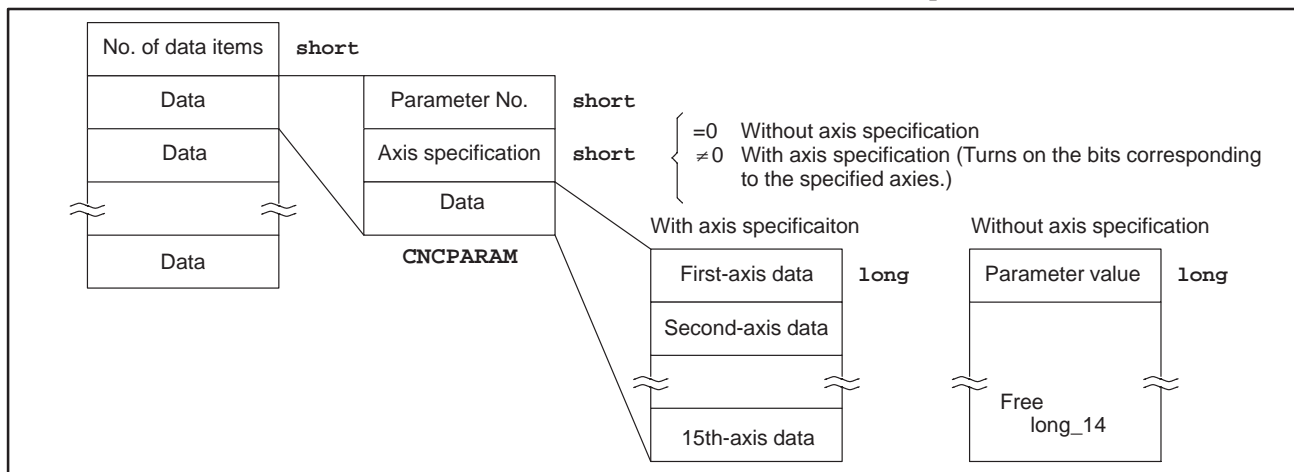 No. of data items short
Data
Data
Data
Parameter No. short
Axis specification short
Data
CNCPARAM
=0 Without axis specification
≠0 With axis specification (Turns on the bits corresponding
to the specified axies.)
With axis specificaiton
First-axis data long
Second-axis data
15th-axis data
Without axis specification
Parameter value long
Free
long_14